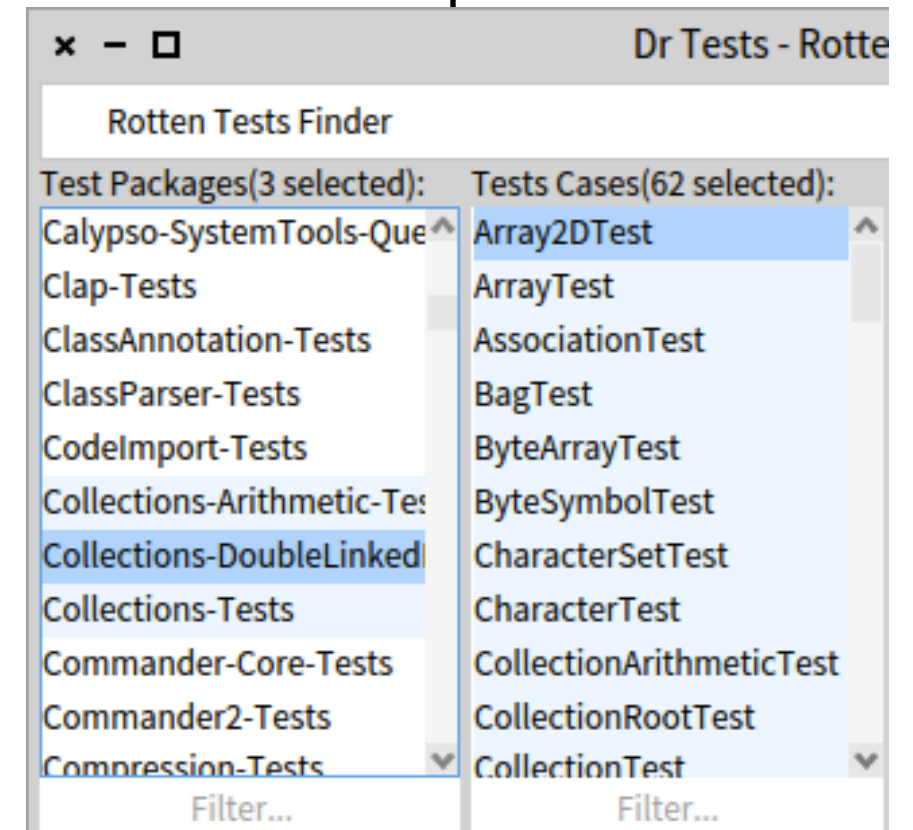 Dr Tests - Rotte
Rotten Tests Finder
Test Packages(3 selected):
Calypso-SystemTools-Que
Clap-Tests
ClassAnnotation-Tests
ClassParser-Tests
CodeImport-Tests
Collections-Arithmetic-Tes
Collections-DoubleLinked
Collections-Tests
Commander-Core-Tests
Commander2-Tests
Compression-Tests
Filter...
Tests Cases(62 selected):
Array2DTest
ArrayTest
AssociationTest
BagTest
ByteArrayTest
ByteSymbolTest
CharacterSetTest
CharacterTest
CollectionArithmeticTest
CollectionRootTest
CollectionTest
Filter...